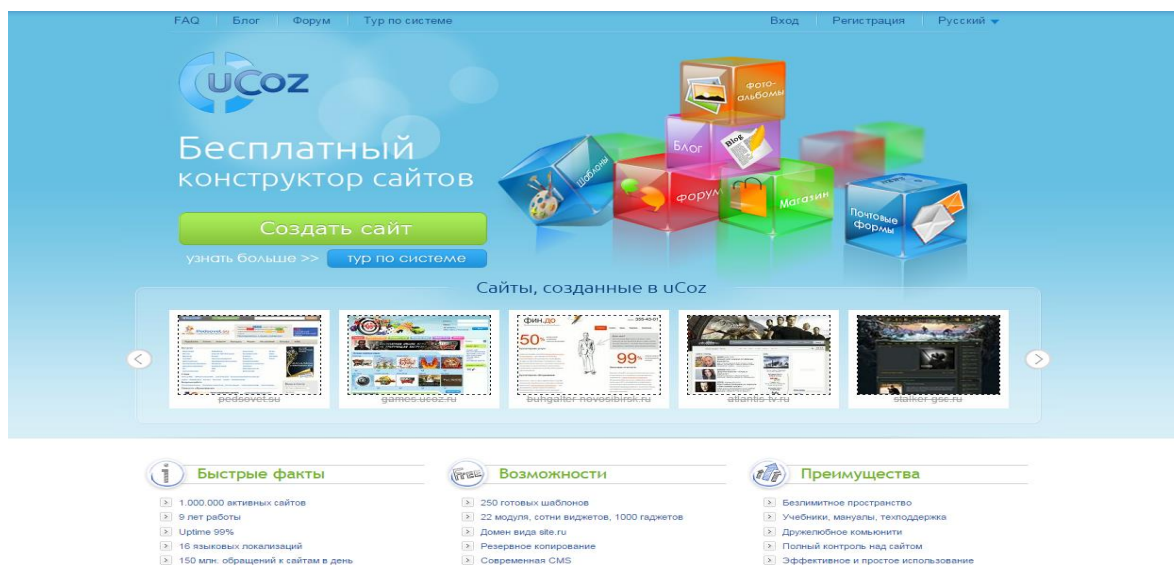 FAQ Блог Форум Тур по системе Вход Регистрация Русский
uCoz
Бесплатный
конструктор сайтов
Создать сайт
узнать больше >> тур по системе
Фото-
альбомы
Блог
Blog
Шаблоны
Форум
Магазин
Почтовые
формы
Сайты, созданные в uCoz
Pedsovet.su
фин.до
50%
99%
pedsovet.su games.ucoz.ru buhgalter-novosibirsk.ru atlantis-tv.ru stalker-gsc.ru
Быстрые факты
1.000.000 активных сайтов
9 лет работы
Uptime 99%
16 языковых локализаций
150 млн. обращений к сайтам в день
FREE
Возможности
250 готовых шаблонов
22 модуля, сотни виджетов, 1000 гаджетов
Домен вида site.ru
Резервное копирование
Современная CMS
Преимущества
Безлимитное пространство
Учебники, мануалы, техподдержка
Дружелюбное комьюнити
Полный контроль над сайтом
Эффективное и простое использование